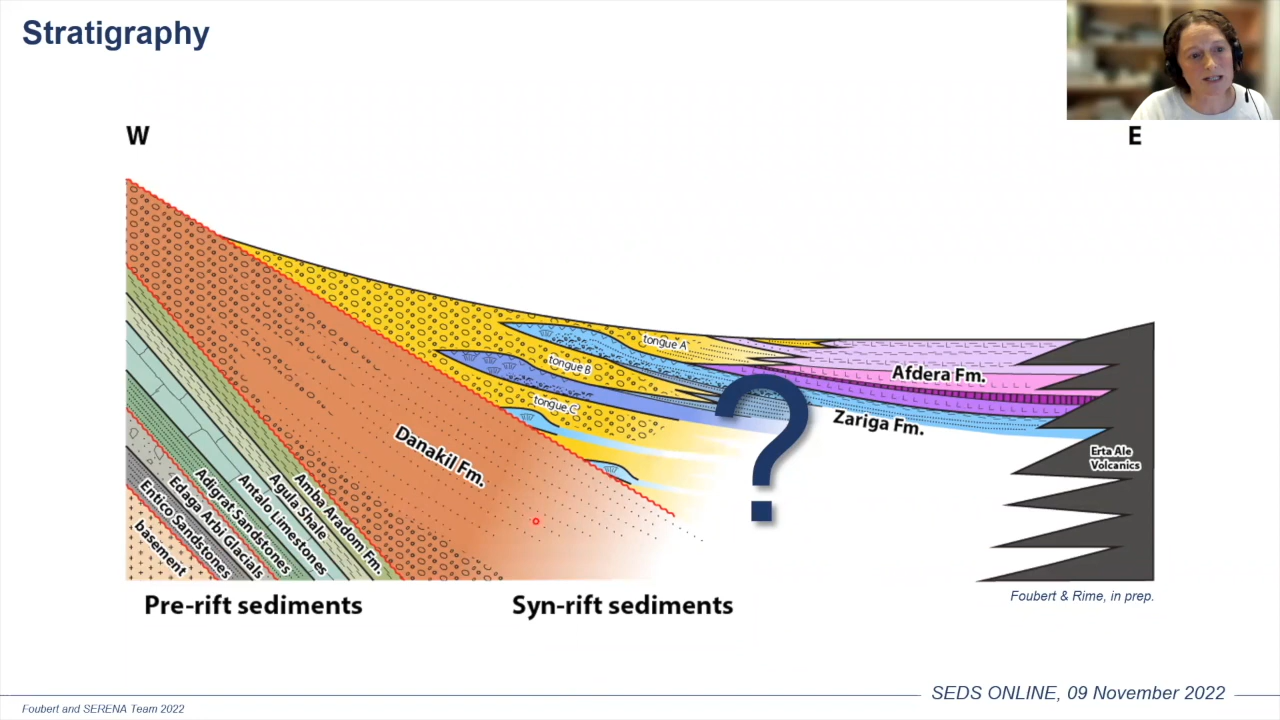 Stratigraphy
W
E
tongue A
tongue B
tongue C
Afdera Fm.
Zariga Fm.
Danakil Fm.
Erta Ale
Volcanics
Amba Aradom Fm.
Agula Shale
Antalo Limestones
Adigrat Sandstones
Edaga Arbi Glacials
Entico Sandstones
basement
?
Pre-rift sediments
Syn-rift sediments
Foubert & Rime, in prep.
SEDS ONLINE, 09 November 2022
Foubert and SERENA Team 2022